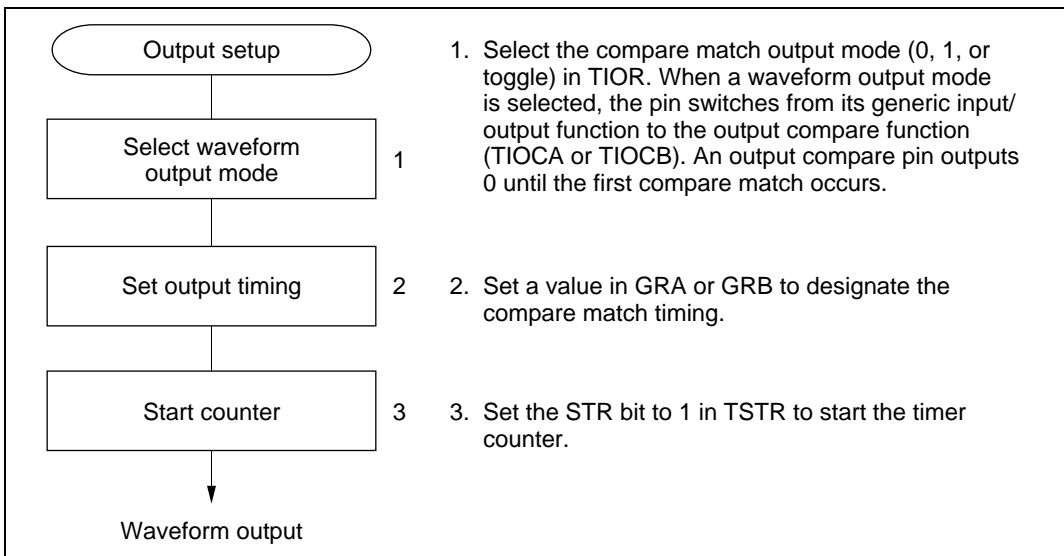 Output setup
Select waveform
output mode
1
Set output timing
2
Start counter
3
Waveform output
1. Select the compare match output mode (0, 1, or
toggle) in TIOR. When a waveform output mode
is selected, the pin switches from its generic input/
output function to the output compare function
(TIOCA or TIOCB). An output compare pin outputs
0 until the first compare match occurs.
2. Set a value in GRA or GRB to designate the
compare match timing.
3. Set the STR bit to 1 in TSTR to start the timer
counter.